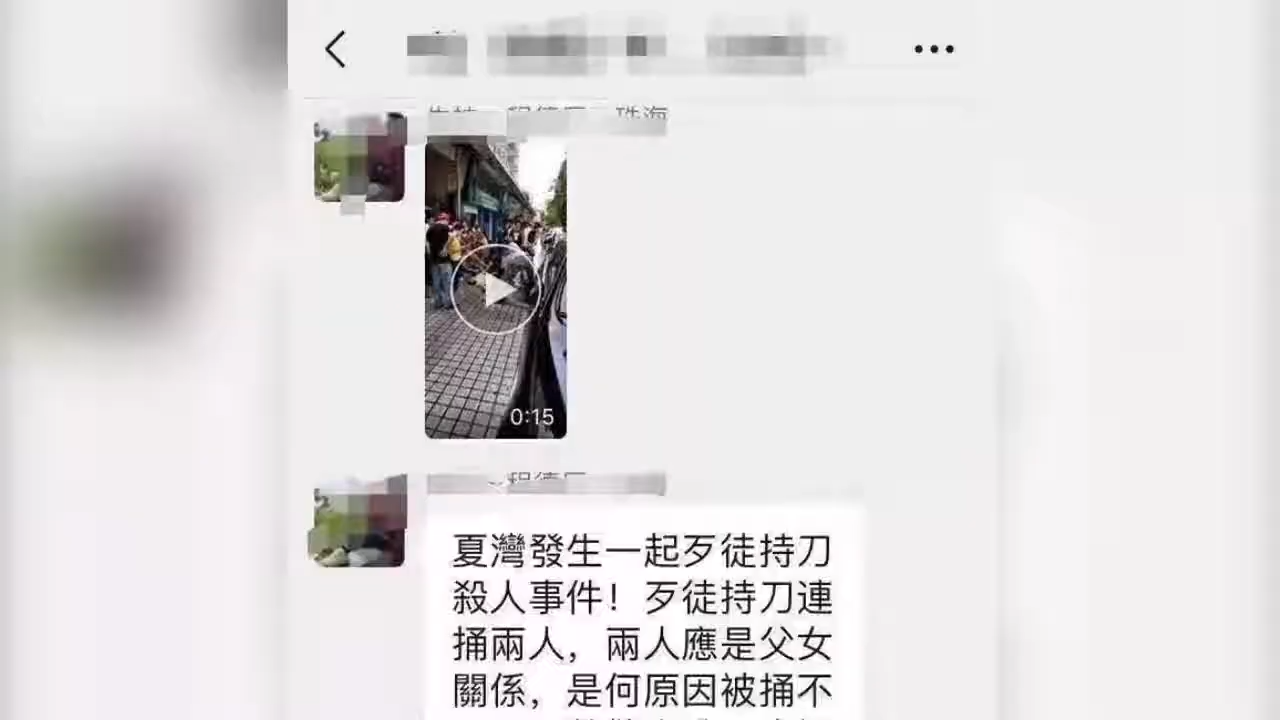 珠海
0:15
夏灣發生一起歹徒持刀
殺人事件！歹徒持刀連
捅兩人，兩人應是父女
關係，是何原因被捅不